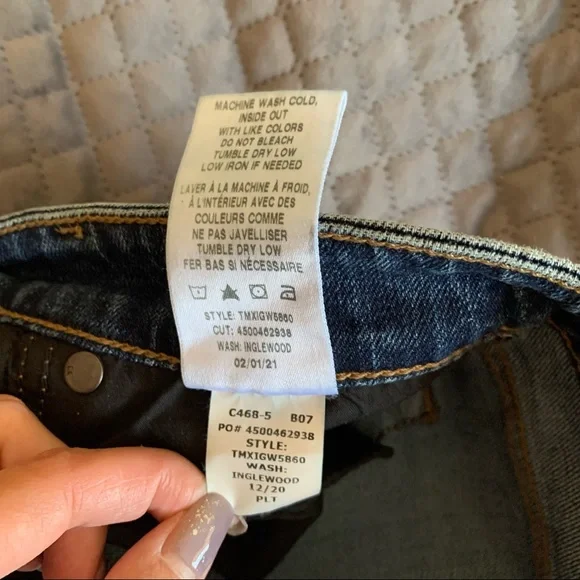 MACHINE WASH COLD,
INSIDE OUT
WITH LIKE COLORS
DO NOT BLEACH
TUMBLE DRY LOW
LOW IRON IF NEEDED
LAVER À LA MACHINE À FROID,
À L'INTÉRIEUR AVEC DES
COULEURS COMME
NE PAS JAVELLISER
TUMBLE DRY LOW
FER BAS SI NÉCESSAIRE
STYLE: TMXIGW5860
CUT: 4500462938
WASH: INGLEWOOD
02/01/21
C46B-5 B07
PO# 4500462938
STYLE:
TMXIGW5860
WASH:
INGLEWOOD
12/20
PLT